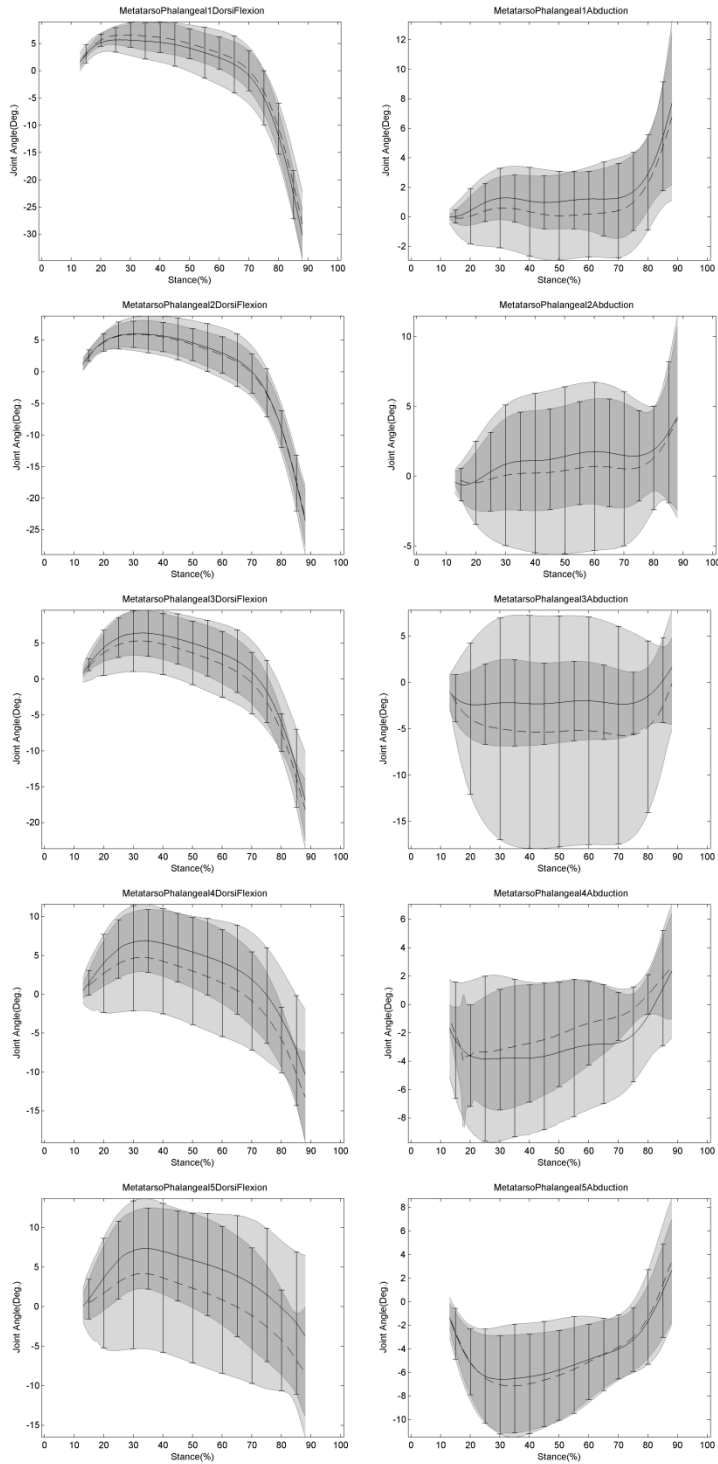 MetatarsoPhalangeal1DorsiFlexion
Joint Angle(Deg.)
5
0
-5
-10
-15
-20
-25
-30
0 10 20 30 40 50 60 70 80 90 100
Stance(%)
MetatarsoPhalangeal1Abduction
Joint Angle(Deg.)
12
10
8
6
4
2
0
-2
0 10 20 30 40 50 60 70 80 90 100
Stance(%)
MetatarsoPhalangeal2DorsiFlexion
Joint Angle(Deg.)
5
0
-5
-10
-15
-20
-25
0 10 20 30 40 50 60 70 80 90 100
Stance(%)
MetatarsoPhalangeal2Abduction
Joint Angle(Deg.)
10
5
0
-5
0 10 20 30 40 50 60 70 80 90 100
Stance(%)
MetatarsoPhalangeal3DorsiFlexion
Joint Angle(Deg.)
5
0
-5
-10
-15
-20
0 10 20 30 40 50 60 70 80 90 100
Stance(%)
MetatarsoPhalangeal3Abduction
Joint Angle(Deg.)
5
0
-5
-10
-15
0 10 20 30 40 50 60 70 80 90 100
Stance(%)
MetatarsoPhalangeal4DorsiFlexion
Joint Angle(Deg.)
10
5
0
-5
-10
-15
0 10 20 30 40 50 60 70 80 90 100
Stance(%)
MetatarsoPhalangeal4Abduction
Joint Angle(Deg.)
6
4
2
0
-2
-4
-6
-8
0 10 20 30 40 50 60 70 80 90 100
Stance(%)
MetatarsoPhalangeal5DorsiFlexion
Joint Angle(Deg.)
10
5
0
-5
-10
-15
0 10 20 30 40 50 60 70 80 90 100
Stance(%)
MetatarsoPhalangeal5Abduction
Joint Angle(Deg.)
8
6
4
2
0
-2
-4
-6
-8
-10
0 10 20 30 40 50 60 70 80 90 100
Stance(%)